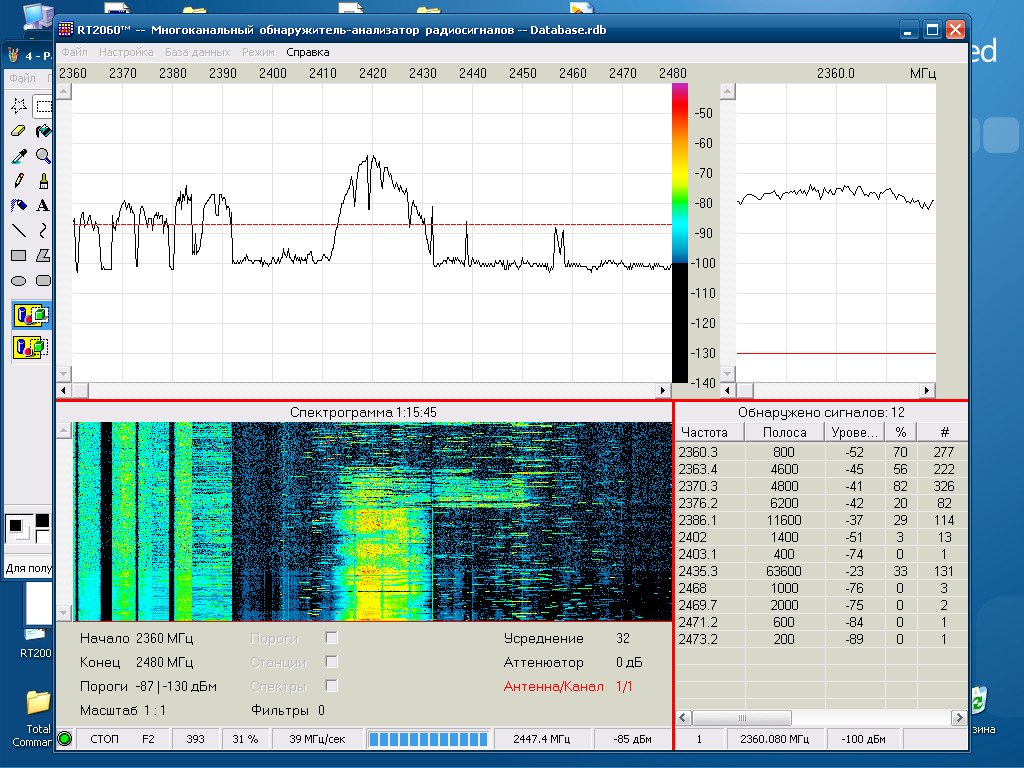 RT2060™ -- Многоканальный обнаружитель-анализатор радиосигналов -- Database.rdb
4 - P
Файл Настройка База данных Режим Справка
Файл
2360 2370 2380 2390 2400 2410 2420 2430 2440 2450 2460 2470 2480
2360.0 МГц
-50
-60
-70
-80
-90
-100
-110
-120
-130
-140
A
Спектрограмма 1:15:45
Обнаружено сигналов: 12
Частота Полоса Урове... % #
2360.3 800 -52 70 277
2363.4 4600 -45 56 222
2370.3 4800 -41 82 326
2376.2 6200 -42 20 82
2386.1 11600 -37 29 114
2402 1400 -51 3 13
2403.1 400 -74 0 1
2435.3 63600 -23 33 131
2468 1000 -76 0 3
2469.7 2000 -75 0 2
2471.2 600 -84 0 1
2473.2 200 -89 0 1
Для полу
Начало 2360 МГц Пороги Усреднение 32
Конец 2480 МГц Станции Аттенюатор 0 дБ
Пороги -87|-130 дБм Спектры Антенна/Канал 1/1
Масштаб 1 : 1 Фильтры 0
СТОП F2 393 31 % 39 МГц/сек 2447.4 МГц -85 дБм 1 2360.080 МГц -100 дБм
RT200
Total
Comman
зина
ed